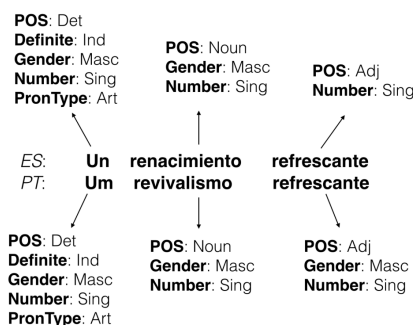 POS: Det
Definite: Ind
Gender: Masc
Number: Sing
PronType: Art
POS: Noun
Gender: Masc
Number: Sing
POS: Adj
Number: Sing
ES: Un renacimiento refrescante
PT: Um revivalismo refrescante
POS: Det
Definite: Ind
Gender: Masc
Number: Sing
PronType: Art
POS: Noun
Gender: Masc
Number: Sing
POS: Adj
Gender: Masc
Number: Sing